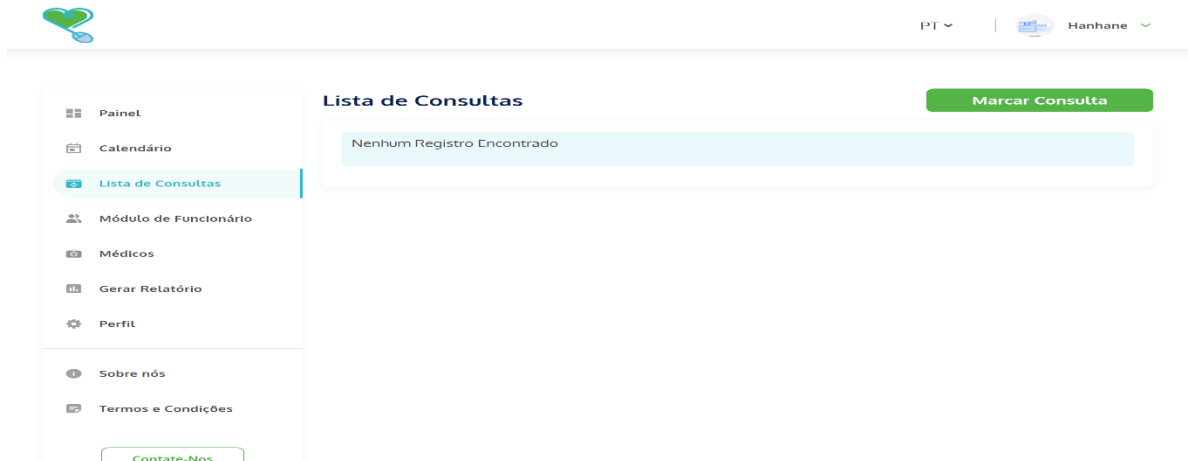 PT
Hanhane
Painel
Calendário
Lista de Consultas
Módulo de Funcionário
Médicos
Gerar Relatório
Perfil
Sobre nós
Termos e Condições
Contate-Nos
Lista de Consultas
Marcar Consulta
Nenhum Registro Encontrado